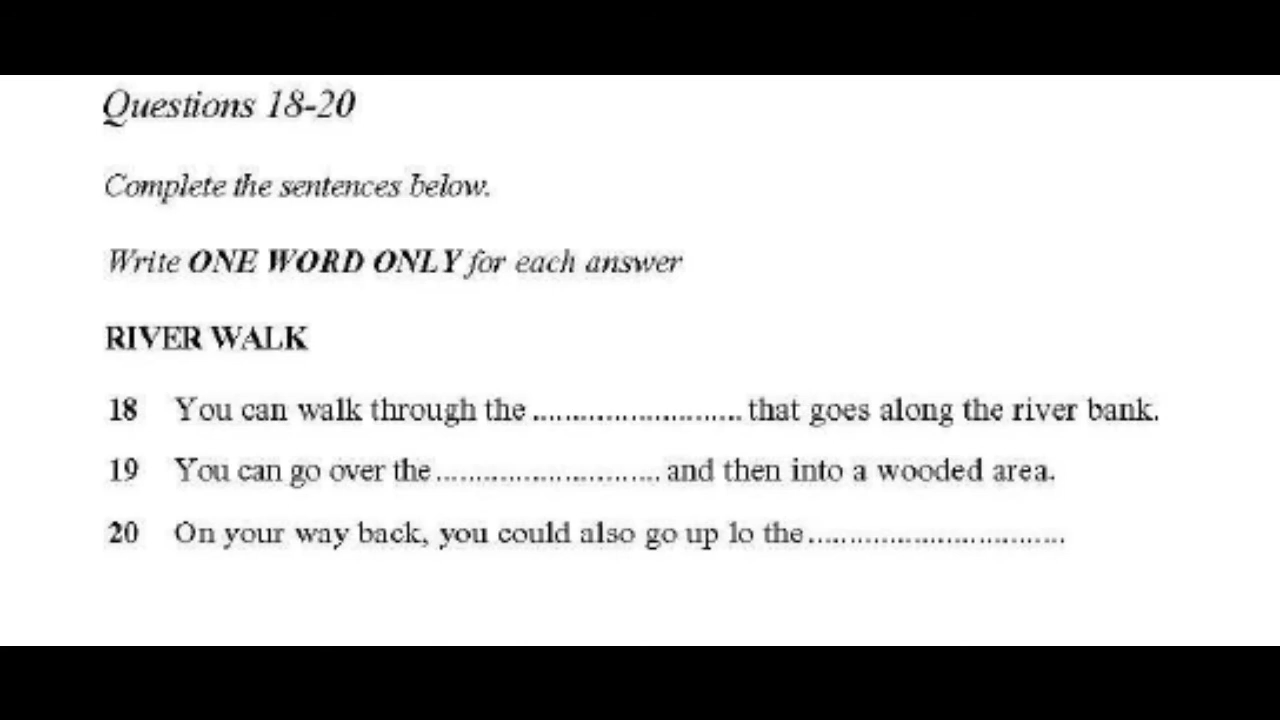 Questions 18-20
Complete the sentences below.
Write ONE WORD ONLY for each answer
RIVER WALK
18 You can walk through the .......................... that goes along the river bank.
19 You can go over the ............................ and then into a wooded area.
20 On your way back, you could also go up lo the ................................